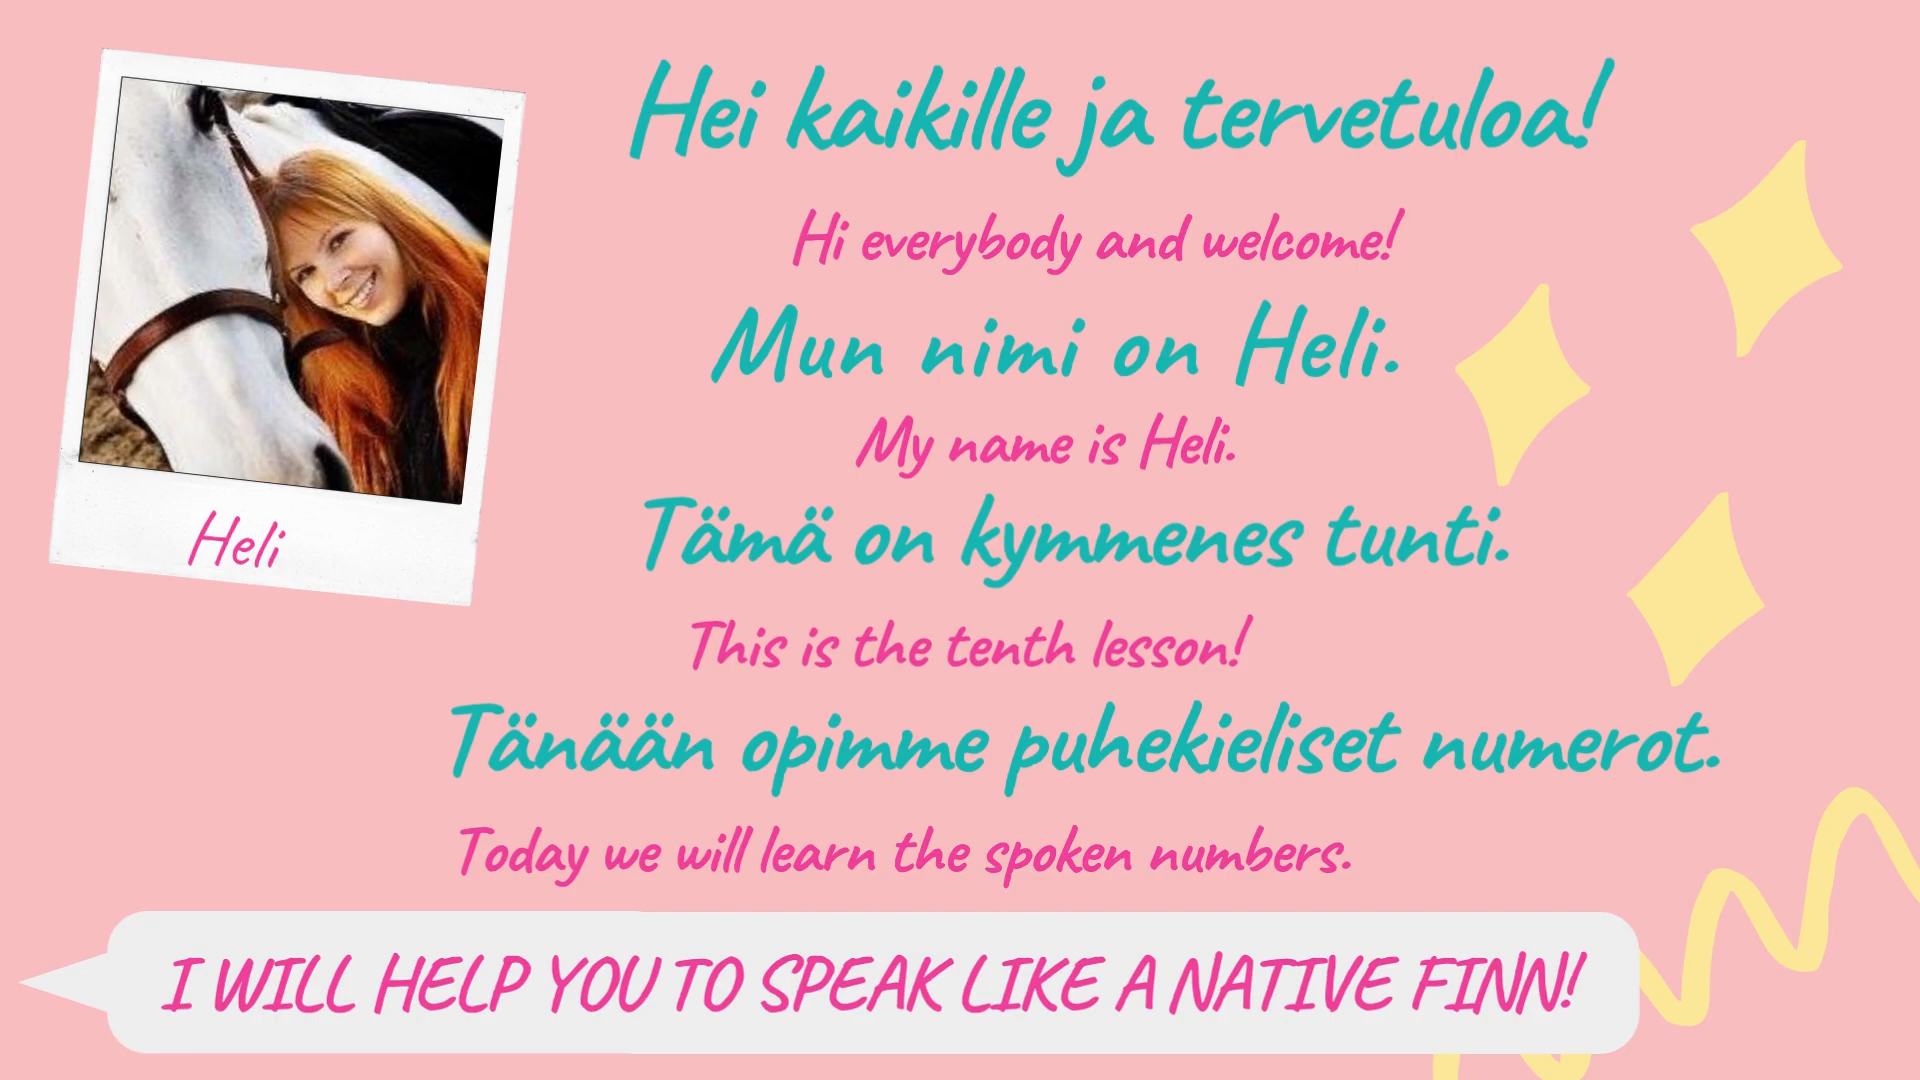 Hei kaikille ja tervetuloa!
Hi everybody and welcome!
Mun nimi on Heli.
My name is Heli.
Heli
Tämä on kymmenes tunti.
This is the tenth lesson!
Tänään opimme puhekieliset numerot.
Today we will learn the spoken numbers.
I WILL HELP YOU TO SPEAK LIKE A NATIVE FINN!